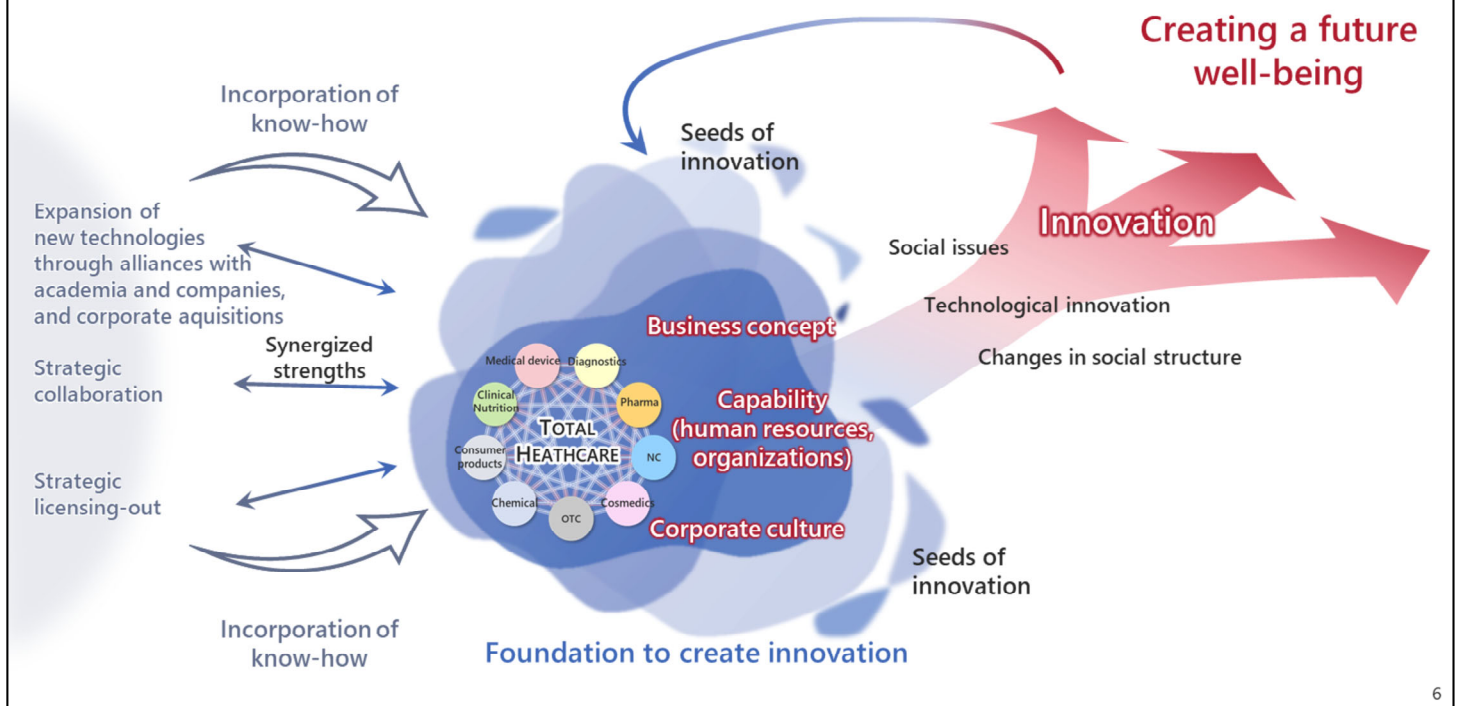 Creating a future
well-being
Incorporation of
know-how
Seeds of
innovation
Expansion of
new technologies
through alliances with
academia and companies,
and corporate aquisitions
Innovation
Social issues
Technological innovation
Changes in social structure
Synergized
strengths
Strategic
collaboration
Strategic
licensing-out
Business concept
Capability
(human resources,
organizations)
Corporate culture
Medical device
Diagnostics
Clinical
Nutrition
Pharma
TOTAL
HEATHCARE
Consumer
products
NC
Chemical
OTC
Cosmedics
Seeds of
innovation
Incorporation of
know-how
Foundation to create innovation
6